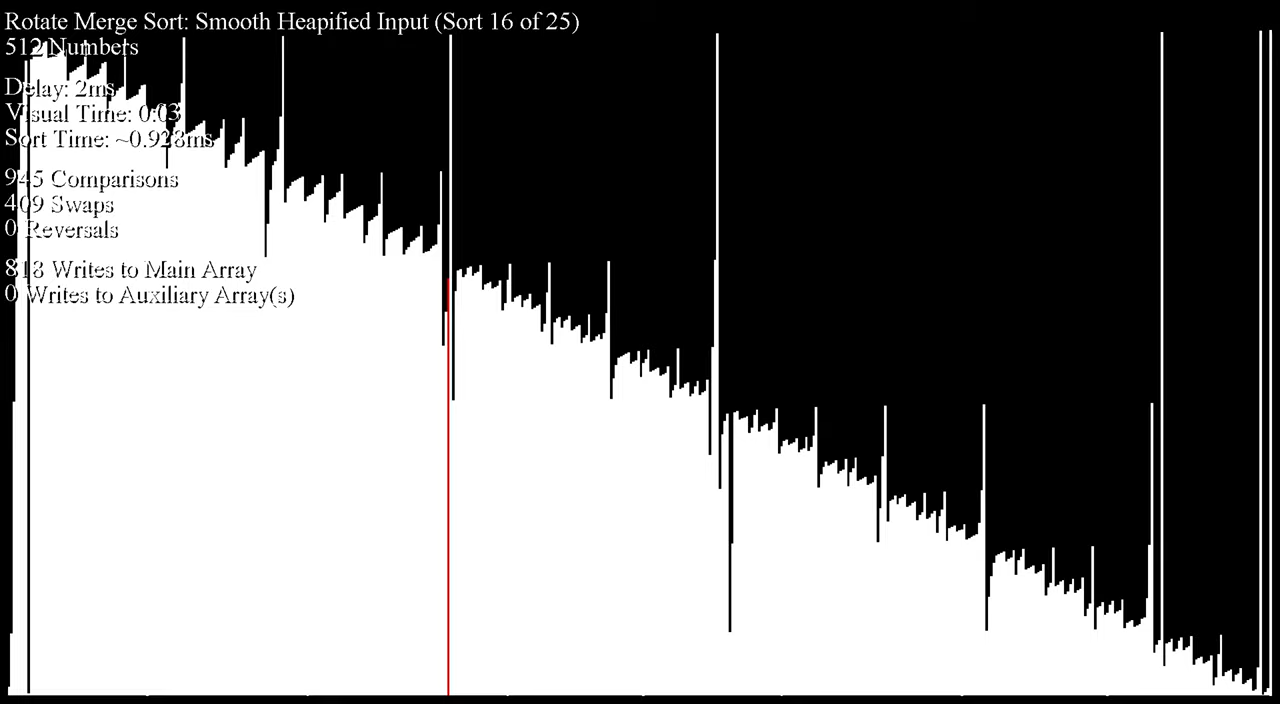 Rotate Merge Sort: Smooth Heapified Input (Sort 16 of 25)
512 Numbers
Delay: 2ms
Visual Time: 0:03
Sort Time: ~0.928ms
945 Comparisons
409 Swaps
0 Reversals
818 Writes to Main Array
0 Writes to Auxiliary Array(s)